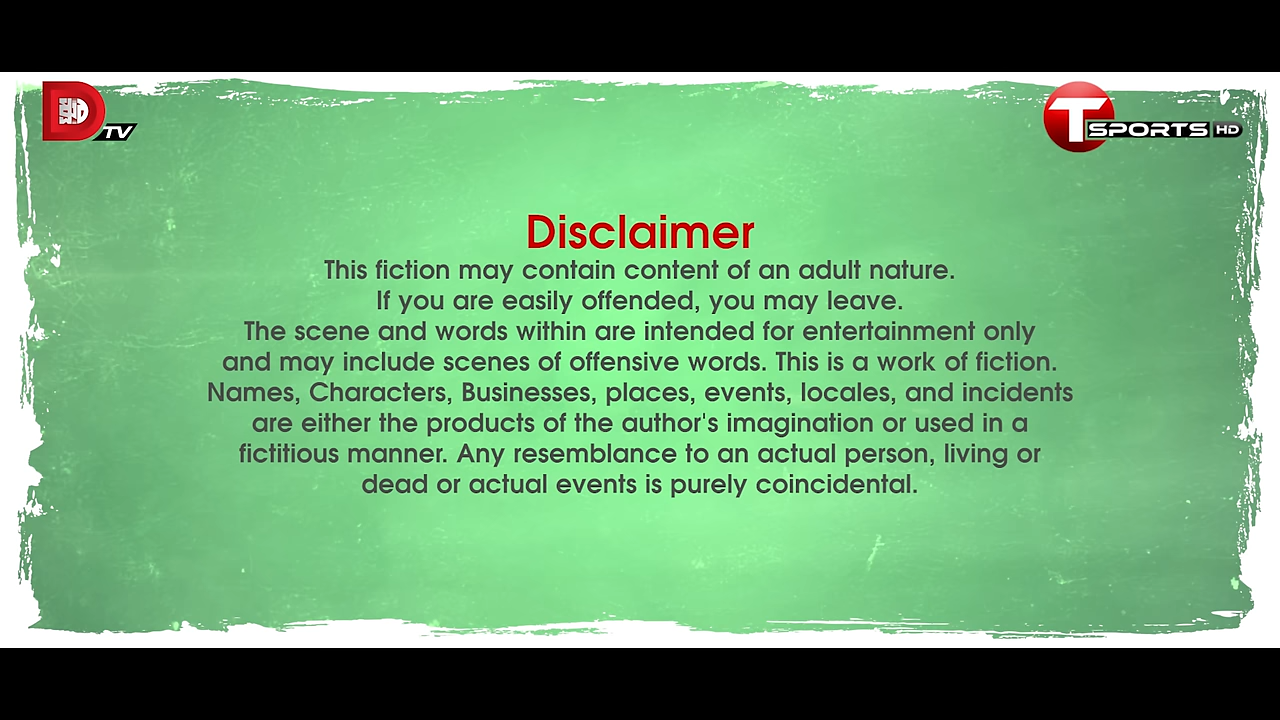 TV
T SPORTS HD
Disclaimer
This fiction may contain content of an adult nature.
If you are easily offended, you may leave.
The scene and words within are intended for entertainment only
and may include scenes of offensive words. This is a work of fiction.
Names, Characters, Businesses, places, events, locales, and incidents
are either the products of the author's imagination or used in a
fictitious manner. Any resemblance to an actual person, living or
dead or actual events is purely coincidental.